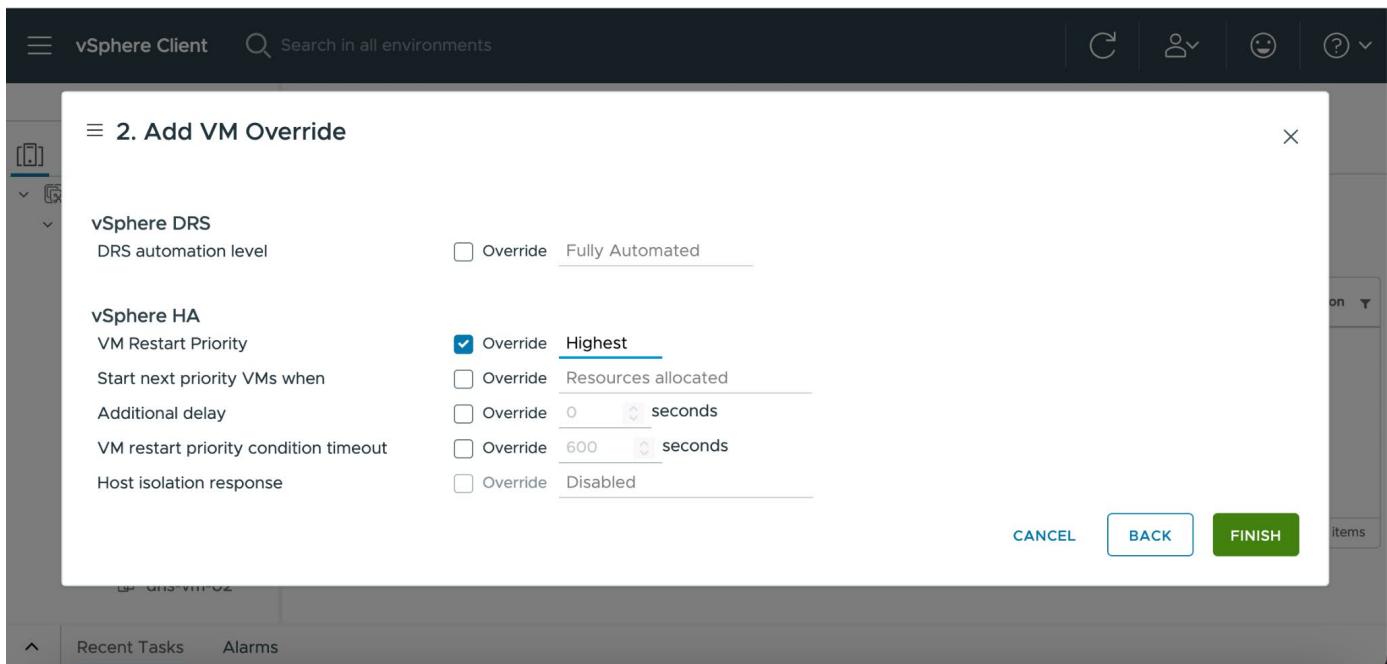 vSphere Client Search in all environments
2. Add VM Override
vSphere DRS
DRS automation level Override Fully Automated
on
vSphere HA
VM Restart Priority Override Highest
Start next priority VMs when Override Resources allocated
Additional delay Override 0 seconds
VM restart priority condition timeout Override 600 seconds
Host isolation response Override Disabled
CANCEL BACK FINISH items
dns-vm-02
Recent Tasks Alarms